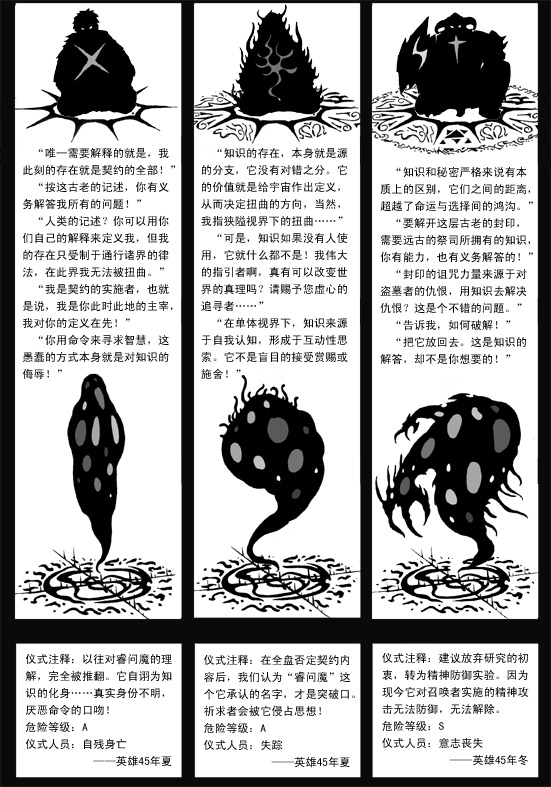 “唯一需要解释的就是，我
此刻的存在就是契约的全部！”
“按这古老的记述，你有义
务解答我所有的问题！”
“人类的记述？你可以用你
们自己的解释来定义我，但我
的存在只受制于通行诸界的律
法，在此界我无法被扭曲。”
“我是契约的实施者，也就
是说，我是你此时此地的主宰，
我对你的定义在先！”
“你用命令来寻求智慧，这
愚蠢的方式本身就是对知识的
侮辱！”
仪式注释：以往对睿问魔的理
解，完全被推翻。它自诩为知
识的化身……真实身份不明，
厌恶命令的口吻！
危险等级：A
仪式人员：自残身亡
——英雄45年夏
“知识的存在，本身就是源
的分支，它没有对错之分。它
的价值就是给宇宙作出定义，
从而决定扭曲的方向，当然，
我指狭隘视界下的扭曲……”
“可是，知识如果没有人使
用，它就什么都不是！我伟大
的指引者啊，真有可以改变世
界的真理吗？请赐予您虚心的
追寻者……”
“在单体视界下，知识来源
于自我认知，形成于互动性思
索。它不是盲目的接受赏赐或
施舍！”
仪式注释：在全盘否定契约内
容后，我们认为“睿问魔”这
个它承认的名字，才是突破口。
祈求者会被它侵占思想！
危险等级：A
仪式人员：失踪
——英雄45年夏
“知识和秘密严格来说有本
质上的区别，它们之间的距离，
超越了命运与选择间的鸿沟。”
“要解开这层古老的封印，
需要远古的祭司所拥有的知识，
你有能力，也有义务解答的！”
“封印的诅咒力量来源于对
盗墓者的仇恨，用知识去解决
仇恨？这是个不错的问题。”
“告诉我，如何破解！”
“把它放回去。这是知识的
解答，却不是你想要的！”
仪式注释：建议放弃研究的初
衷，转为精神防御实验。因为
现今它对召唤者实施的精神攻
击无法防御，无法解除。
危险等级：S
仪式人员：意志丧失
——英雄45年冬